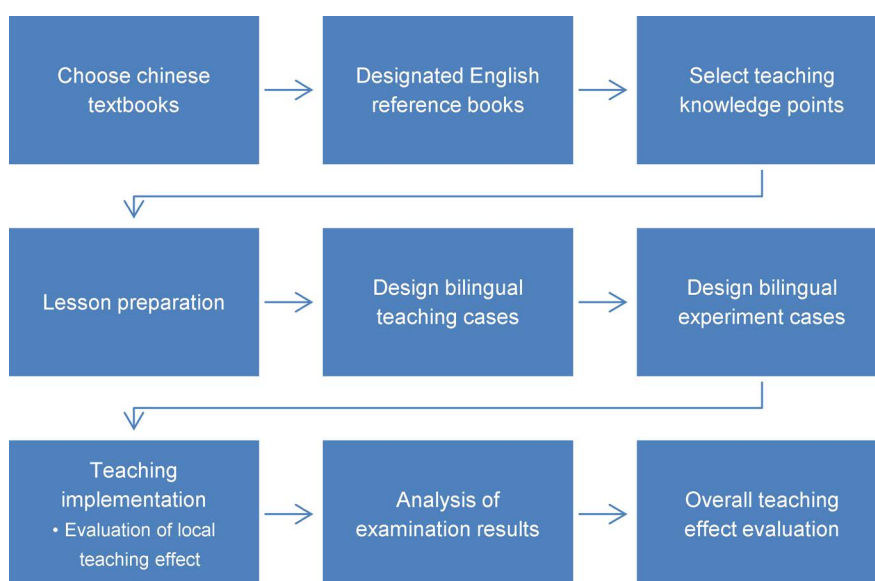 Choose chinese
textbooks
Designated English
reference books
Select teaching
knowledge points
Lesson preparation
Design bilingual
teaching cases
Design bilingual
experiment cases
Teaching
implementation
• Evaluation of local
teaching effect
Analysis of
examination results
Overall teaching
effect evaluation